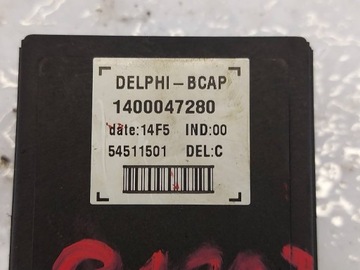 DELPHI-BCAP
1400047280
date:14F5 IND:00
54511501 DEL:C